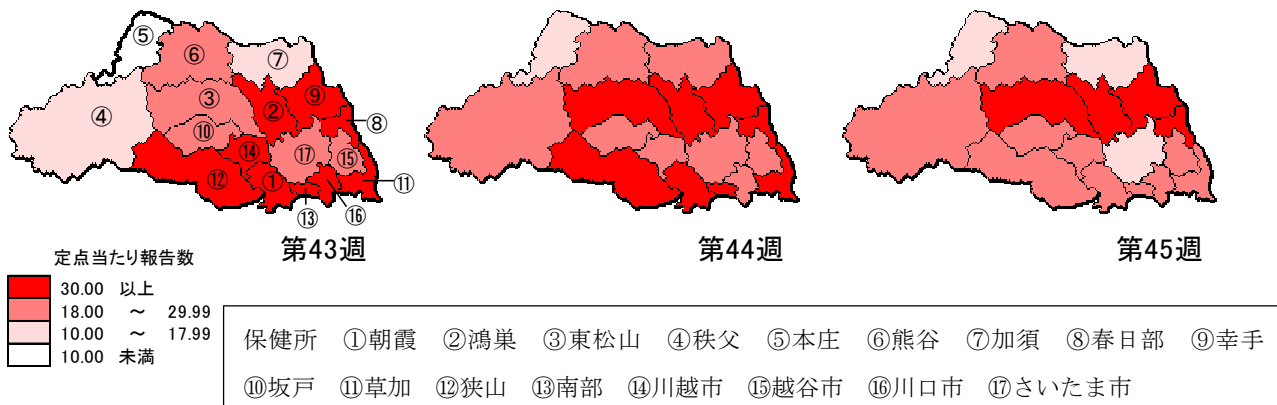 ⑤
⑥
⑦
④
③
②
⑨
⑧
⑩
⑭
⑰
⑮
⑫
①
⑪
⑬
⑯
第43週
第44週
第45週
定点当たり報告数
30.00 以上
18.00 ～ 29.99
10.00 ～ 17.99
10.00 未満
保健所 ①朝霞 ②鴻巣 ③東松山 ④秩父 ⑤本庄 ⑥熊谷 ⑦加須 ⑧春日部 ⑨幸手
⑩坂戸 ⑪草加 ⑫狭山 ⑬南部 ⑭川越市 ⑮越谷市 ⑯川口市 ⑰さいたま市